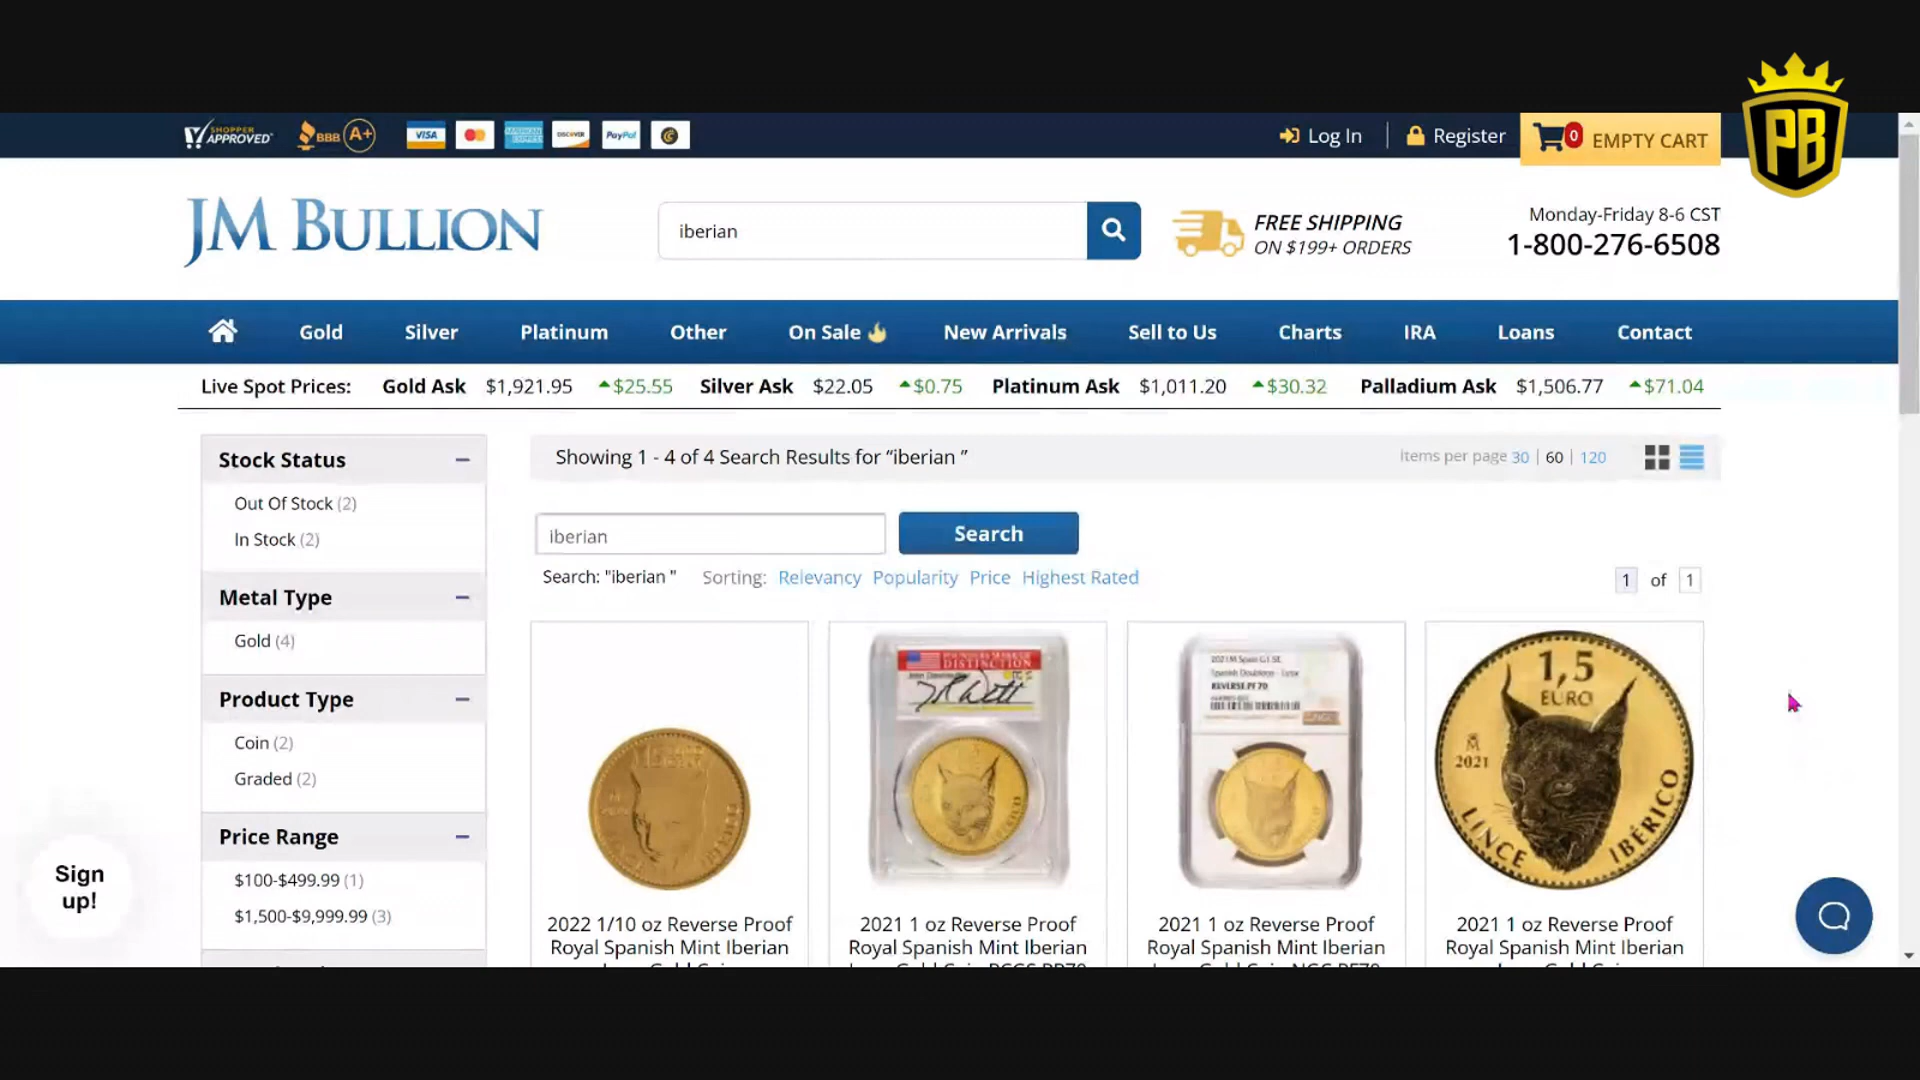 SHOPPER APPROVED
BBB A+
VISA
AMERICAN EXPRESS
DISCOVER
PayPal
Log In
Register
0 EMPTY CART
PB
JM BULLION
iberian
FREE SHIPPING
ON $199+ ORDERS
Monday-Friday 8-6 CST
1-800-276-6508
Gold Silver Platinum Other On Sale New Arrivals Sell to Us Charts IRA Loans Contact
Live Spot Prices: Gold Ask $1,921.95 $25.55 Silver Ask $22.05 $0.75 Platinum Ask $1,011.20 $30.32 Palladium Ask $1,506.77 $71.04
Stock Status
Out Of Stock (2)
In Stock (2)
Metal Type
Gold (4)
Product Type
Coin (2)
Graded (2)
Price Range
$100-$499.99 (1)
$1,500-$9,999.99 (3)
Sign
up!
Showing 1 - 4 of 4 Search Results for “iberian ”
items per page 30 | 60 | 120
iberian
Search
Search: "iberian " Sorting: Relevancy Popularity Price Highest Rated
1 of 1
2022 1/10 oz Reverse Proof
Royal Spanish Mint Iberian
DISTINCTION
2021 1 oz Reverse Proof
Royal Spanish Mint Iberian
REVERSE PF 70
2021 1 oz Reverse Proof
Royal Spanish Mint Iberian
1,5
EURO
2021
LINCE IBÉRICO
2021 1 oz Reverse Proof
Royal Spanish Mint Iberian